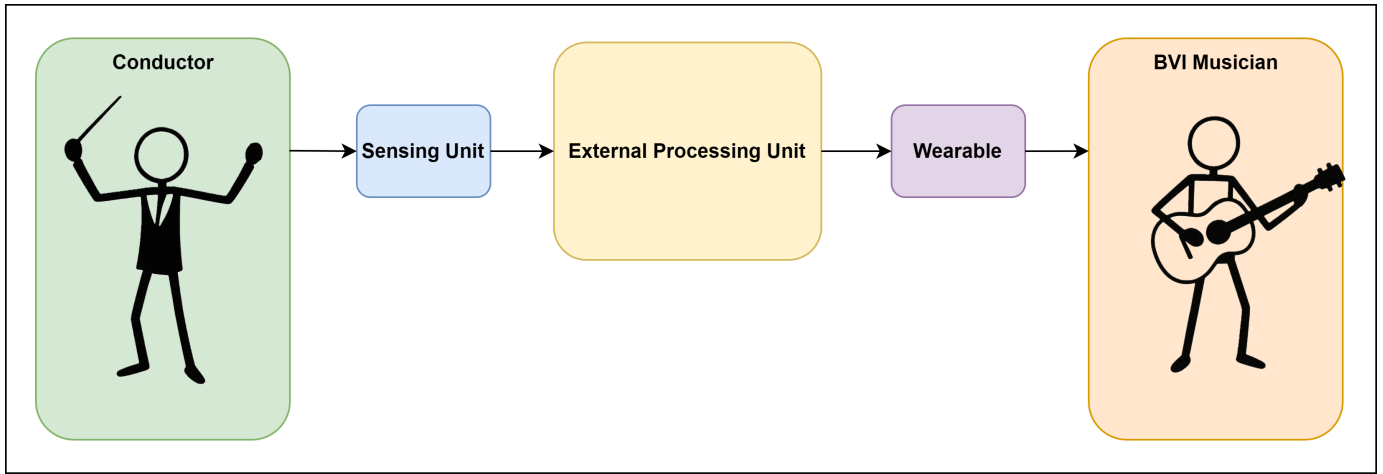 Conductor
Sensing Unit
External Processing Unit
Wearable
BVI Musician